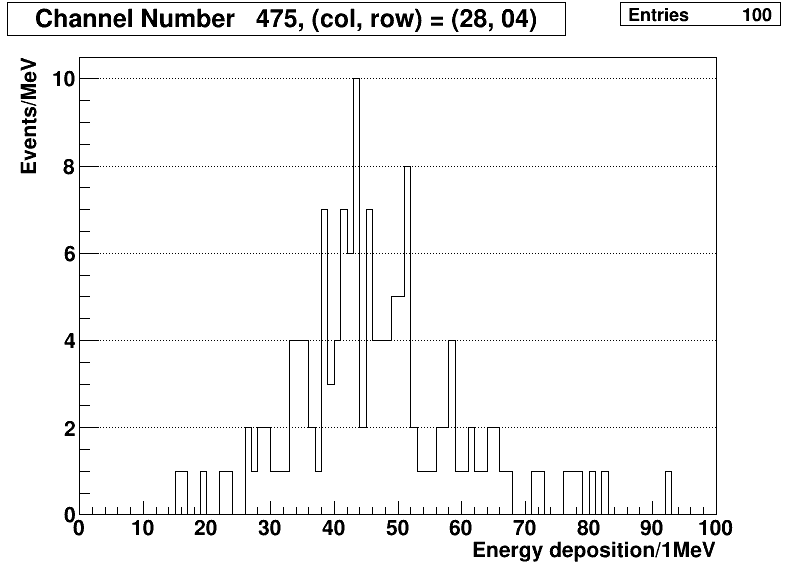 Channel Number 475, (col, row) = (28, 04)
Entries 100
Events/MeV
10
8
6
4
2
0
0 10 20 30 40 50 60 70 80 90 100
Energy deposition/1MeV